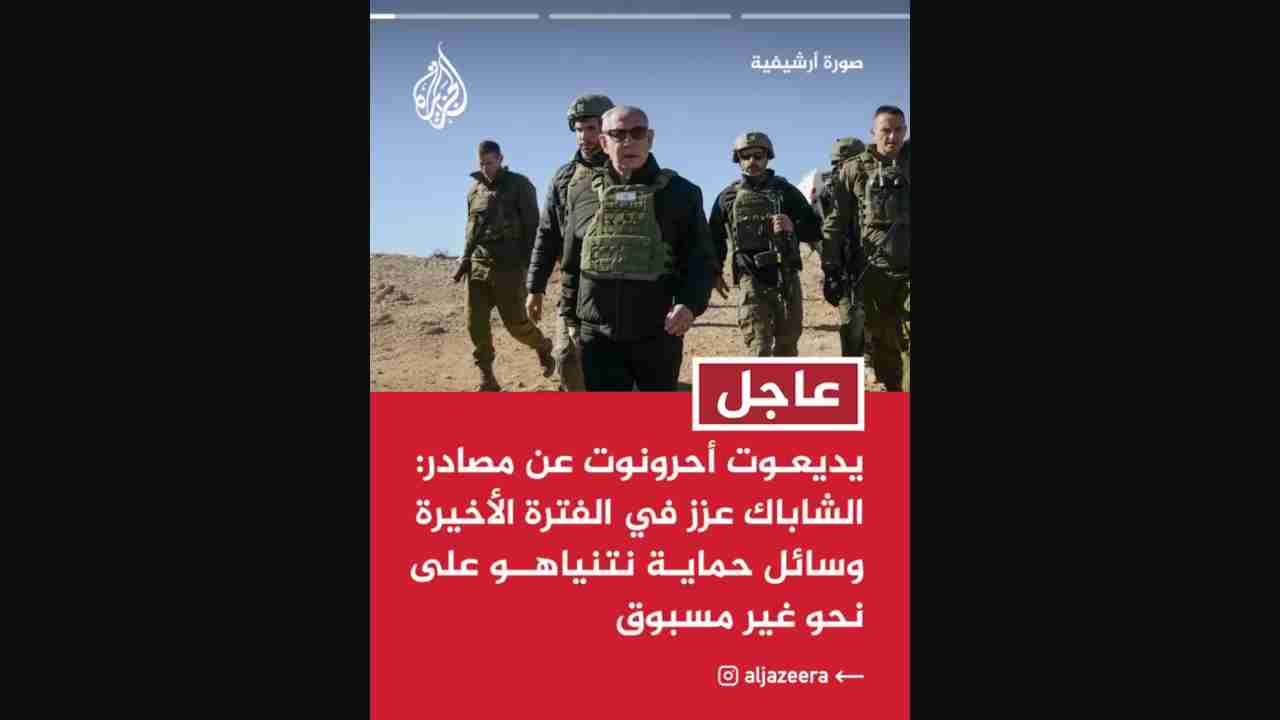 صورة أرشيفية
الجزيرة
عاجل
يديعوت أحرونوت عن مصادر:
الشاباك عزز في الفترة الأخيرة
وسائل حماية نتنياهو على
نحو غير مسبوق
aljazeera